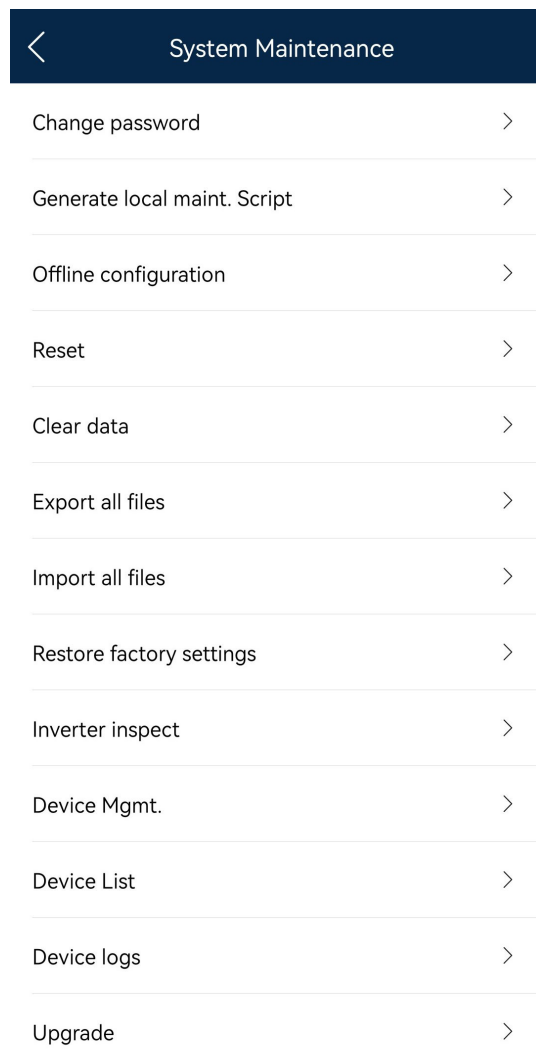 System Maintenance
Change password
Generate local maint. Script
Offline configuration
Reset
Clear data
Export all files
Import all files
Restore factory settings
Inverter inspect
Device Mgmt.
Device List
Device logs
Upgrade